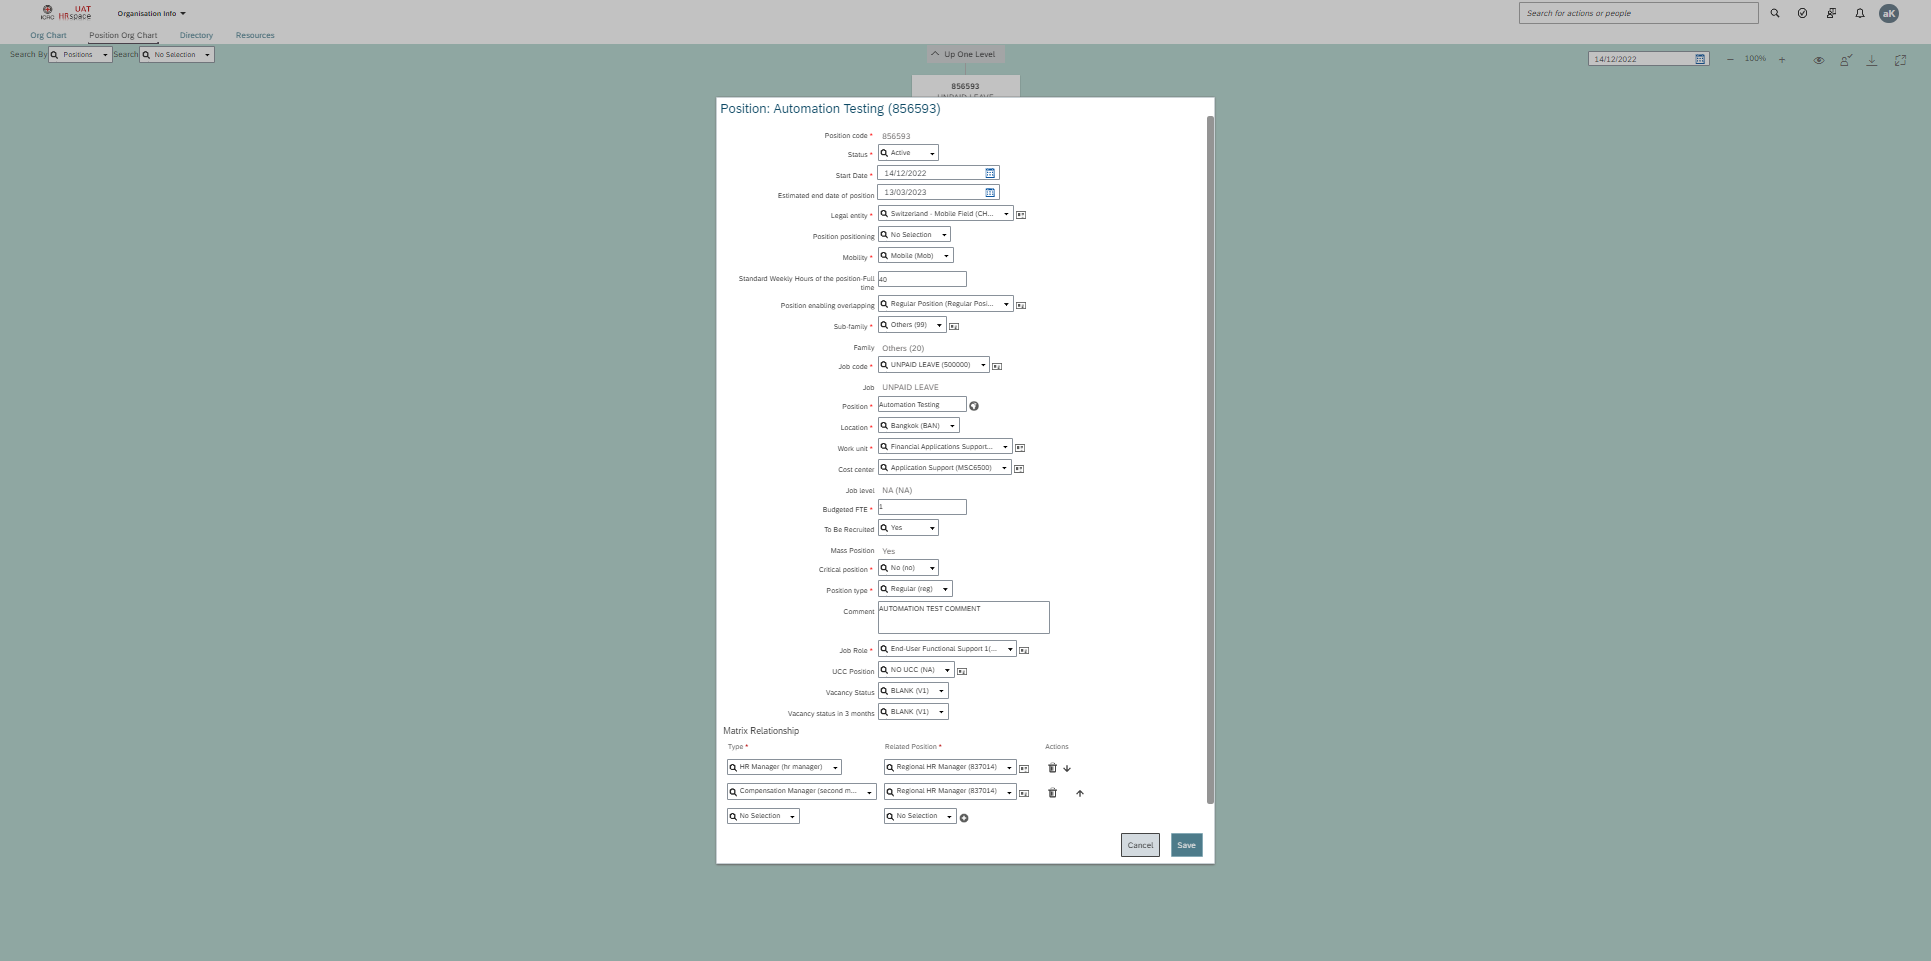 ICRC UAT
HRspace
Organisation Info
Search for actions or people
aK
Org Chart Position Org Chart Directory Resources
Search By Positions Search No Selection
Up One Level
14/12/2022 100%
856593
UNPAID LEAVE
Position: Automation Testing (856593)
Position code * 856593
Status * Active
Start Date * 14/12/2022
Estimated end date of position 13/03/2023
Legal entity * Switzerland - Mobile Field (CH...
Position positioning No Selection
Mobility * Mobile (Mob)
Standard Weekly Hours of the position-Full
time 40
Position enabling overlapping Regular Position (Regular Posi...
Sub-family * Others (99)
Family Others (20)
Job code * UNPAID LEAVE (500000)
Job UNPAID LEAVE
Position * Automation Testing
Location * Bangkok (BAN)
Work unit * Financial Applications Support...
Cost center Application Support (MSC6500)
Job level NA (NA)
Budgeted FTE * 1
To Be Recruited Yes
Mass Position Yes
Critical position * No (no)
Position type * Regular (reg)
Comment AUTOMATION TEST COMMENT
Job Role * End-User Functional Support 1(...
UCC Position NO UCC (NA)
Vacancy Status BLANK (V1)
Vacancy status in 3 months BLANK (V1)
Matrix Relationship
Type * Related Position * Actions
HR Manager (hr manager) Regional HR Manager (837014)
Compensation Manager (second m... Regional HR Manager (837014)
No Selection No Selection
Cancel Save